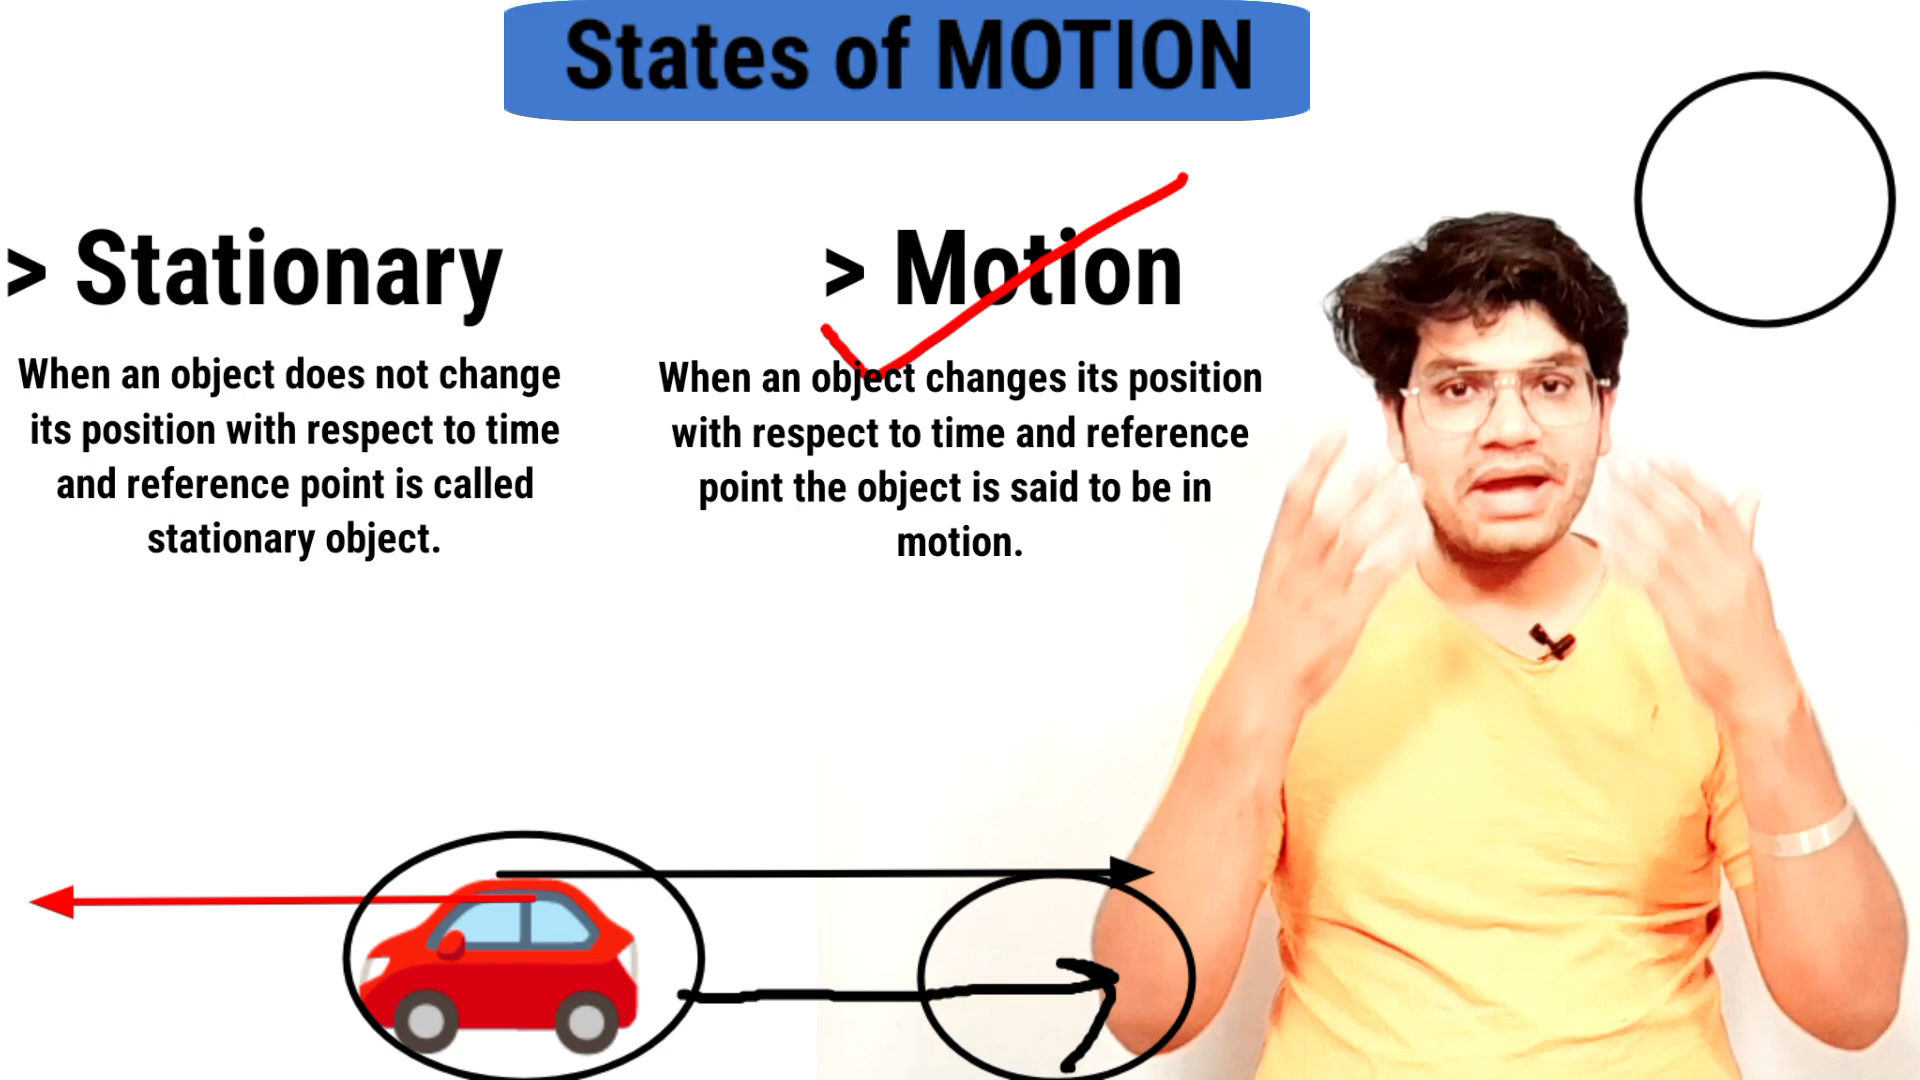 States of MOTION
> Stationary
When an object does not change
its position with respect to time
and reference point is called
stationary object.
> Motion
When an object changes its position
with respect to time and reference
point the object is said to be in
motion.